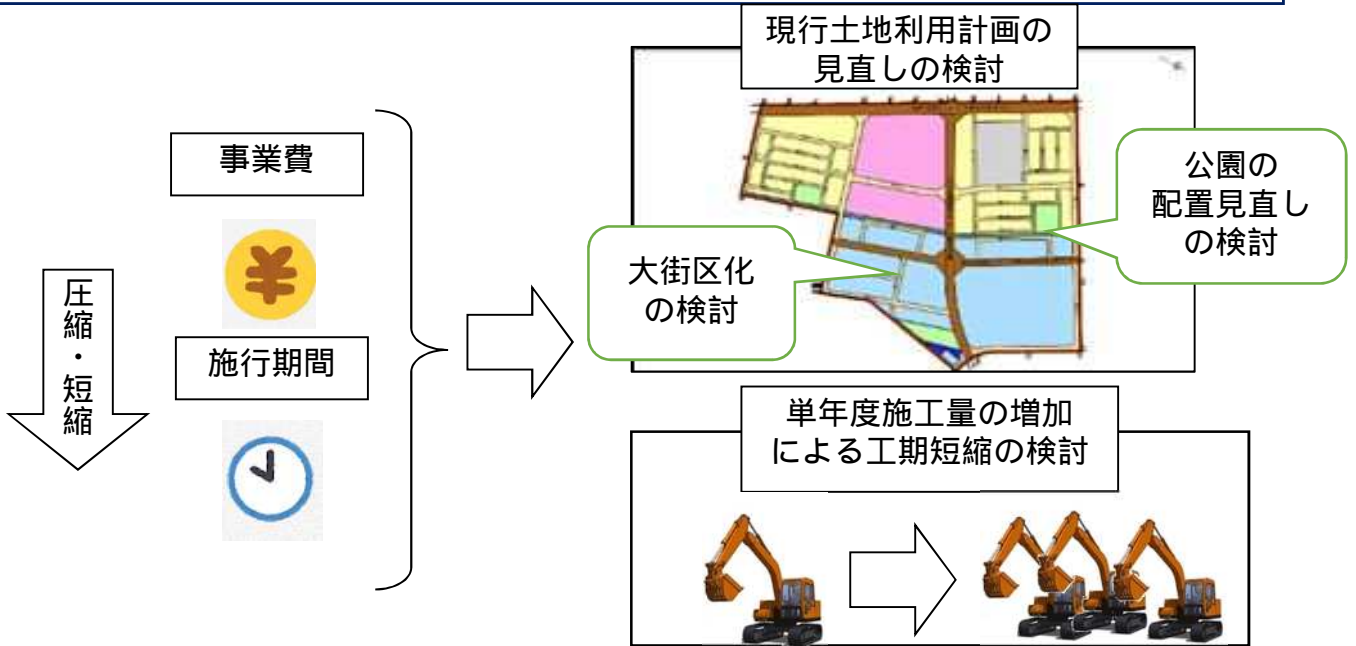 圧縮・短縮
事業費
施行期間
現行土地利用計画の
見直しの検討
公園の
配置見直し
の検討
大街区化
の検討
単年度施工量の増加
による工期短縮の検討